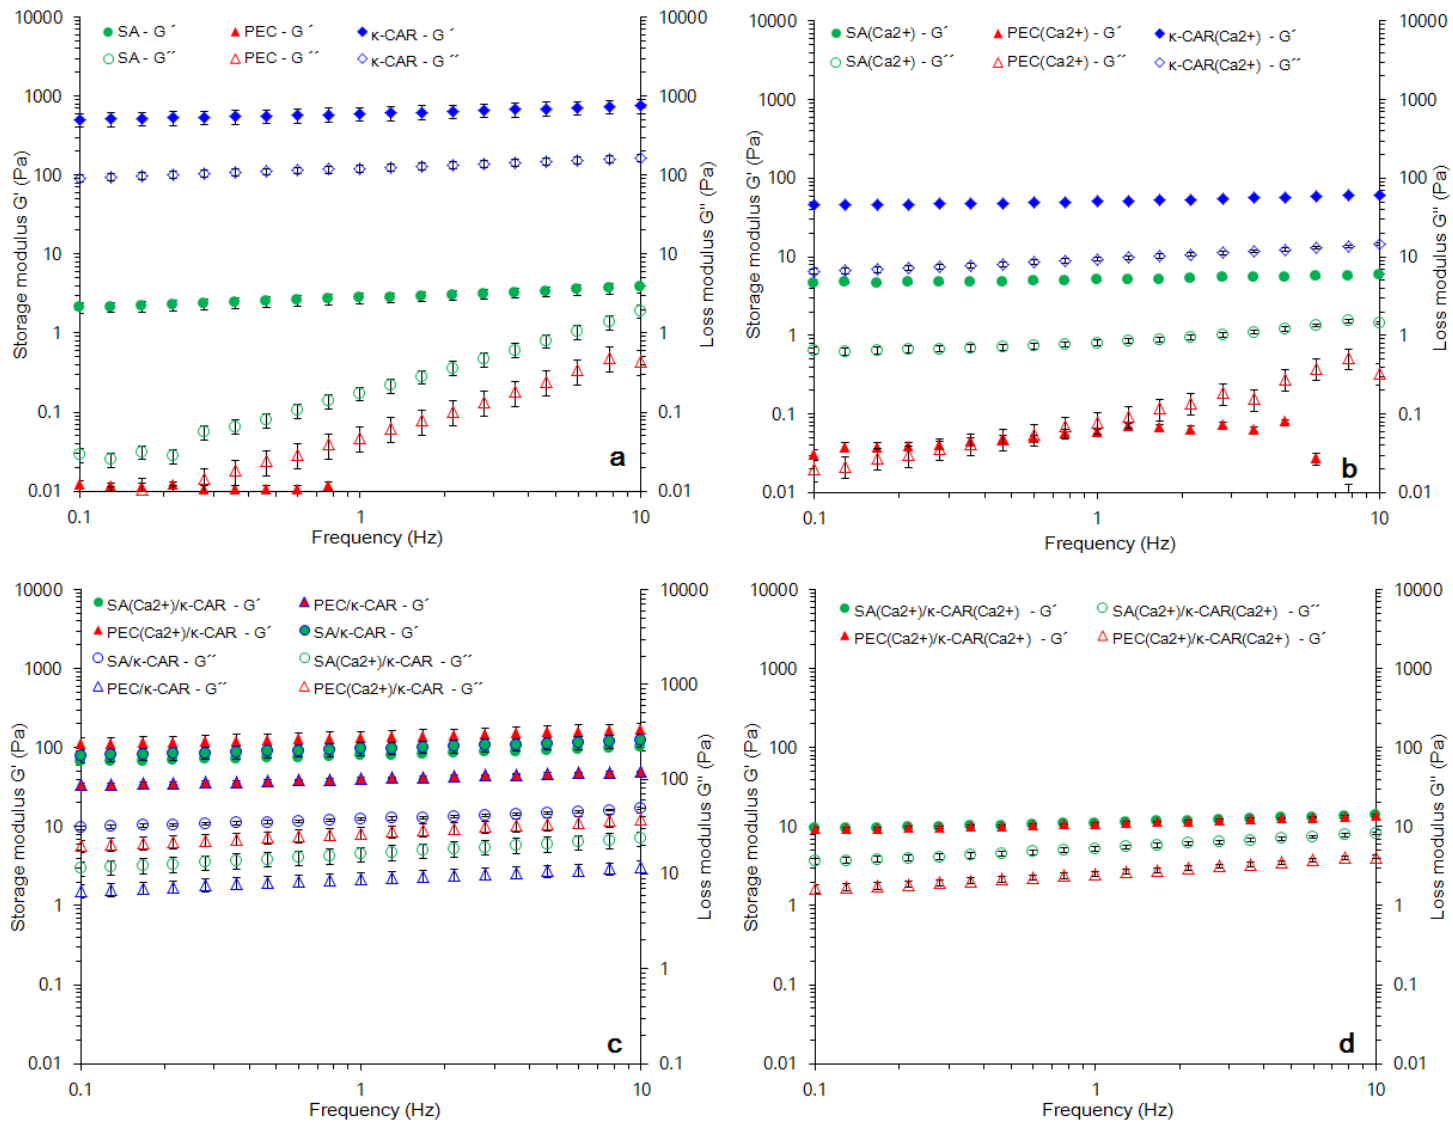 10000
1000
100
10
1
0.1
0.01
Storage modulus G' (Pa)
SA - G´
PEC - G´
κ-CAR - G ´
SA - G´´
PEC - G ´´
κ-CAR - G ´´
a
0.1
1
10
Frequency (Hz)
10000
1000
100
10
1
0.1
0.01
Loss modulus G" (Pa)
10000
1000
100
10
1
0.1
0.01
Storage modulus G' (Pa)
SA(Ca2+) - G´
PEC(Ca2+) - G´
κ-CAR(Ca2+) - G´
SA(Ca2+) - G´´
PEC(Ca2+) - G´´
κ-CAR(Ca2+) - G´´
b
0.1
1
10
Frequency (Hz)
10000
1000
100
10
1
0.1
0.01
Loss modulus G" (Pa)
10000
1000
100
10
1
0.1
0.01
Storage modulus G' (Pa)
SA(Ca2+)/κ-CAR - G´
PEC/κ-CAR - G´
PEC(Ca2+)/κ-CAR - G´
SA/κ-CAR - G´
SA/κ-CAR - G´´
SA(Ca2+)/κ-CAR - G´´
PEC/κ-CAR - G´´
PEC(Ca2+)/κ-CAR - G´´
c
0.1
1
10
Frequency (Hz)
10000
1000
100
10
1
0.1
Loss modulus G" (Pa)
10000
1000
100
10
1
0.1
0.01
Storage modulus G' (Pa)
SA(Ca2+)/κ-CAR(Ca2+) - G´
SA(Ca2+)/κ-CAR(Ca2+) - G´´
PEC(Ca2+)/κ-CAR(Ca2+) - G´
PEC(Ca2+)/κ-CAR(Ca2+) - G´´
d
0.1
1
10
Frequency (Hz)
10000
1000
100
10
1
0.1
0.01
Loss modulus G" (Pa)